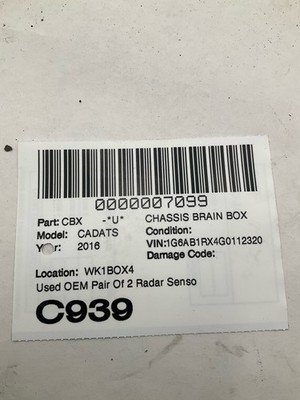 0000007099
Part: CBX -*U* CHASSIS BRAIN BOX
Model: CADATS Condition:
Year: 2016 VIN:1G6AB1RX4G0112320
Damage Code:
Location: WK1BOX4
Used OEM Pair Of 2 Radar Senso
C939